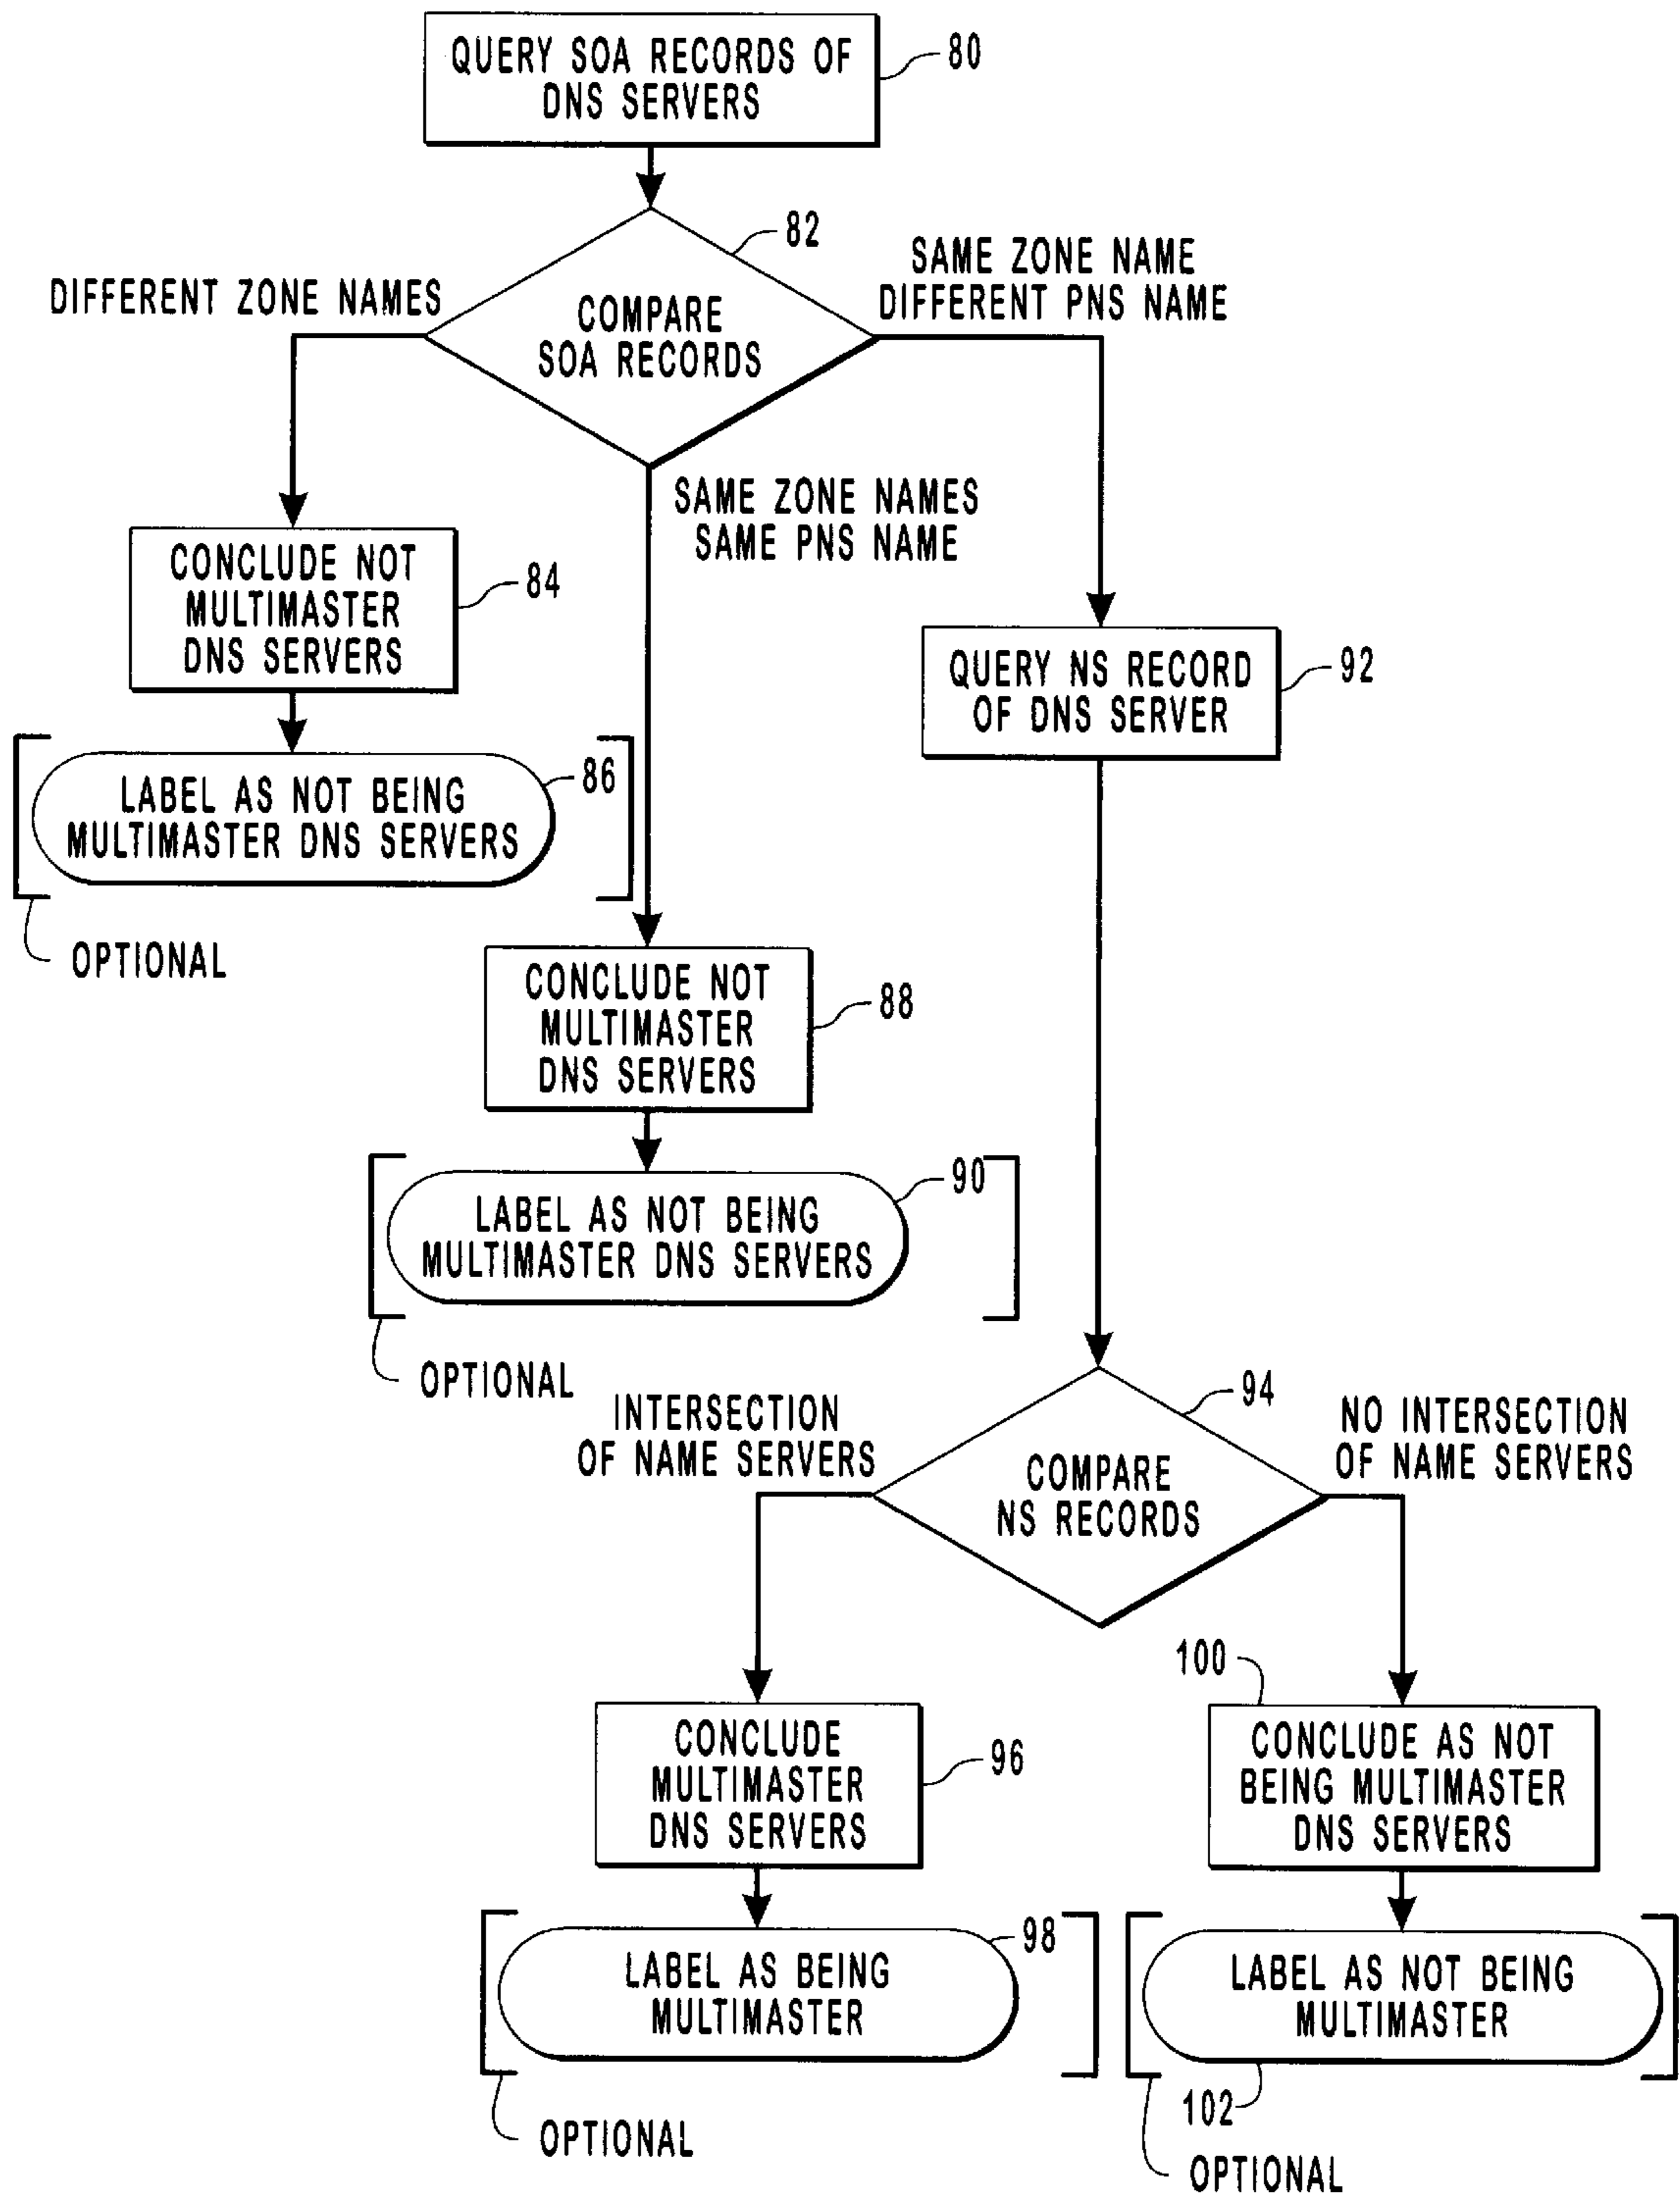 QUERY SOA RECORDS OF
DNS SERVERS
80
82
COMPARE
SOA RECORDS
DIFFERENT ZONE NAMES
SAME ZONE NAME
DIFFERENT PNS NAME
SAME ZONE NAMES
SAME PNS NAME
CONCLUDE NOT
MULTIMASTER
DNS SERVERS
84
LABEL AS NOT BEING
MULTIMASTER DNS SERVERS
86
OPTIONAL
QUERY NS RECORD
OF DNS SERVER
92
CONCLUDE NOT
MULTIMASTER
DNS SERVERS
88
LABEL AS NOT BEING
MULTIMASTER DNS SERVERS
90
OPTIONAL
94
COMPARE
NS RECORDS
INTERSECTION
OF NAME SERVERS
NO INTERSECTION
OF NAME SERVERS
CONCLUDE
MULTIMASTER
DNS SERVERS
96
100
CONCLUDE AS NOT
BEING MULTIMASTER
DNS SERVERS
LABEL AS BEING
MULTIMASTER
98
OPTIONAL
LABEL AS NOT BEING
MULTIMASTER
102
OPTIONAL